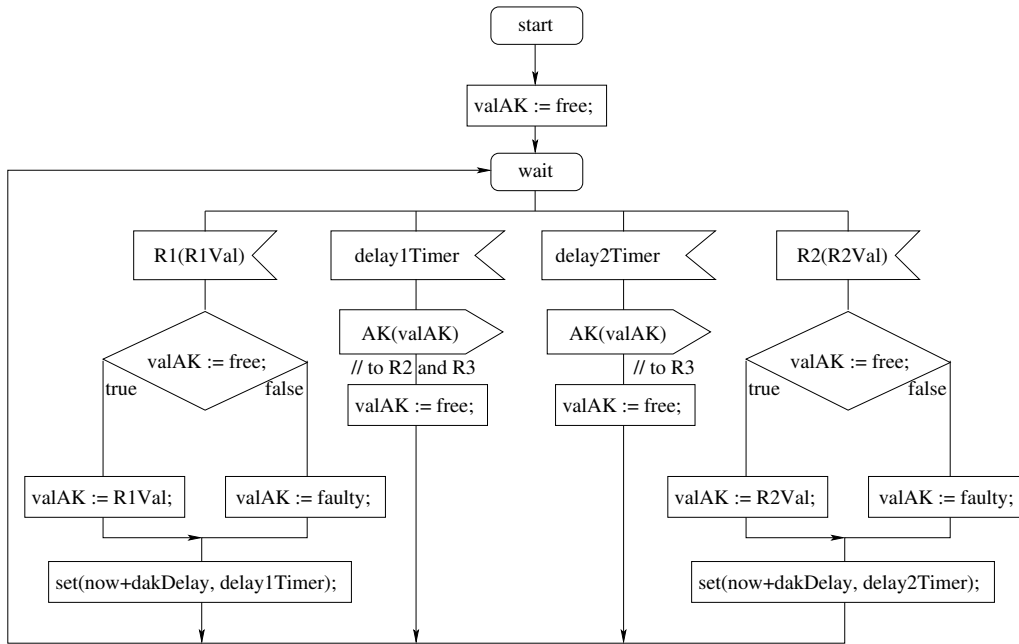 start
valAK := free;
wait
R1(R1Val)
delay1Timer
delay2Timer
R2(R2Val)
valAK := free;
true
false
AK(valAK)
// to R2 and R3
valAK := free;
AK(valAK)
// to R3
valAK := free;
valAK := free;
true
false
valAK := R1Val;
valAK := faulty;
valAK := R2Val;
valAK := faulty;
set(now+dakDelay, delay1Timer);
set(now+dakDelay, delay2Timer);